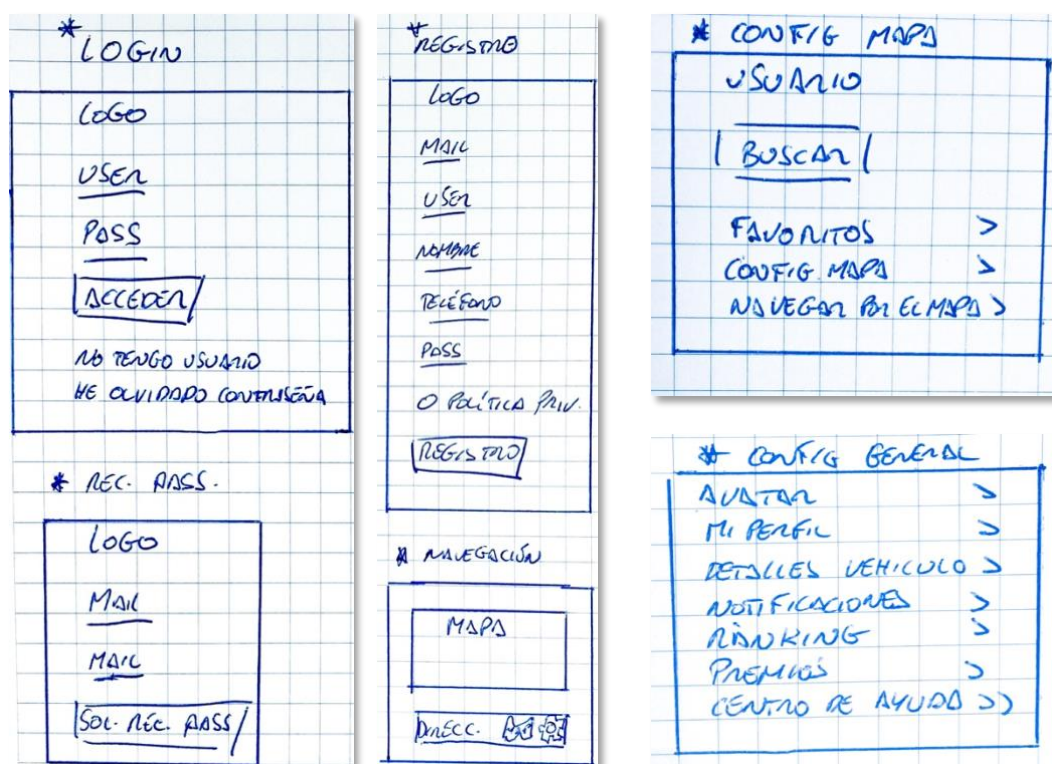 * LOGIN
LOGO
USER
PASS
ACCEDER
NO TENGO USUARIO
HE OLVIDADO CONTRASEÑA
* REC. PASS.
LOGO
MAIL
MAIL
SOL. REC. PASS
* REGISTRO
LOGO
MAIL
USER
NOMBRE
TELÉFONO
PASS
O POLÍTICA PRIV.
REGISTRO
* NAVEGACIÓN
MAPA
DIRECC.
* CONFIG MAPA
USUARIO
BUSCAR
FAVORITOS >
CONFIG. MAPA >
NAVEGAR POR EL MAPA >
* CONFIG GENERAL
AVATAR >
MI PERFIL >
DETALLES VEHICULO >
NOTIFICACIONES >
RANKING >
PREMIOS >
CENTRO DE AYUDA >